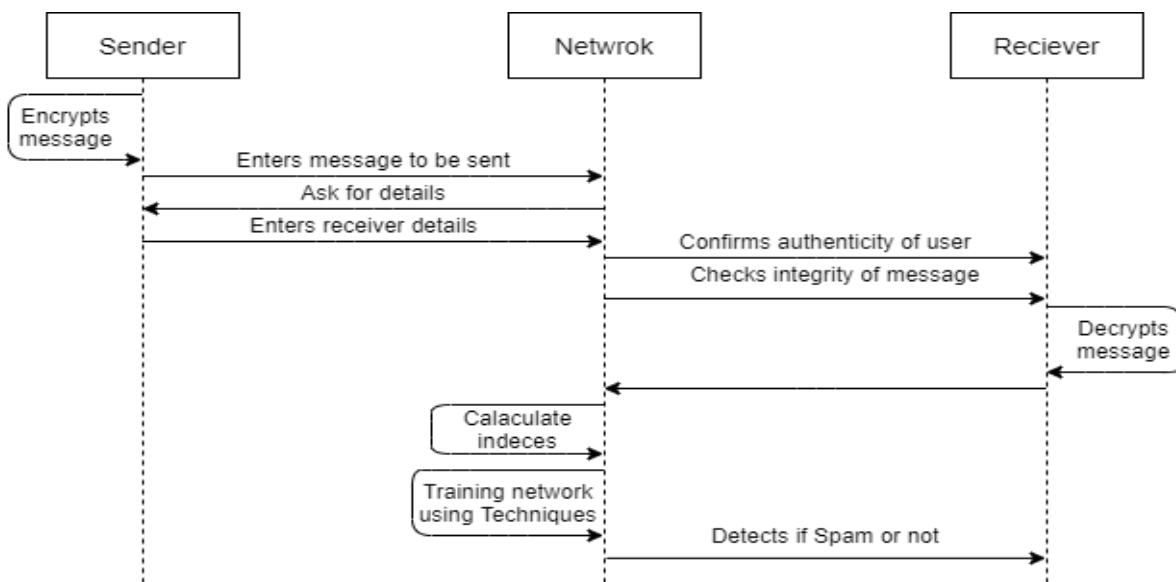 Sender
Netwrok
Reciever
Encrypts
message
Enters message to be sent
Ask for details
Enters receiver details
Confirms authenticity of user
Checks integrity of message
Decrypts
message
Calaculate
indeces
Training network
using Techniques
Detects if Spam or not